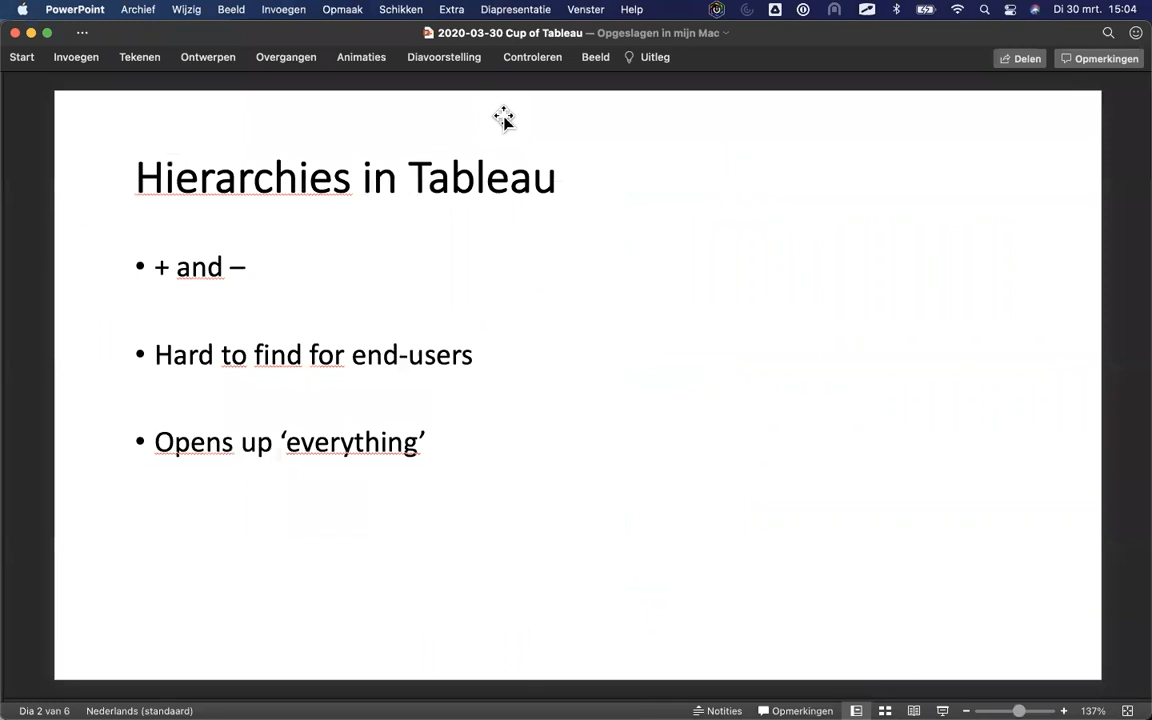 PowerPoint Archief Wijzig Beeld Invoegen Opmaak Schikken Extra Diapresentatie Venster Help Di 30 mrt. 15:04
2020-03-30 Cup of Tableau — Opgeslagen in mijn Mac
Start Invoegen Tekenen Ontwerpen Overgangen Animaties Diavoorstelling Controleren Beeld Uitleg Delen Opmerkingen
Hierarchies in Tableau
• + and –
• Hard to find for end-users
• Opens up ‘everything’
Dia 2 van 6 Nederlands (standaard) Notities Opmerkingen 137%